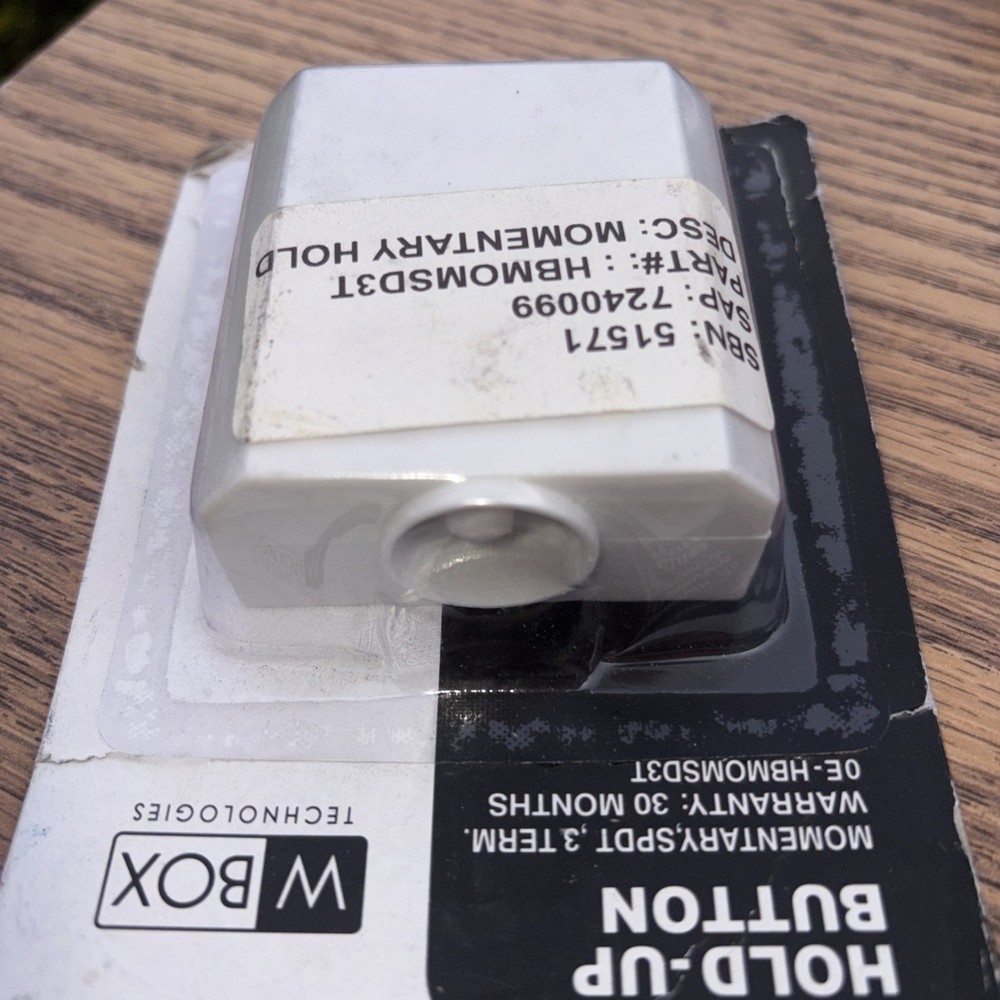 HOLD-UP
BUTTON
MOMENTARY,SPDT, 3 TERM.
WARRANTY: 30 MONTHS
0E-HBMOMSD3T
W BOX
TECHNOLOGIES
SBN: 51571
SAP: 7240099
PART#: : HBMOMSD3T
DESC: MOMENTARY HOLD